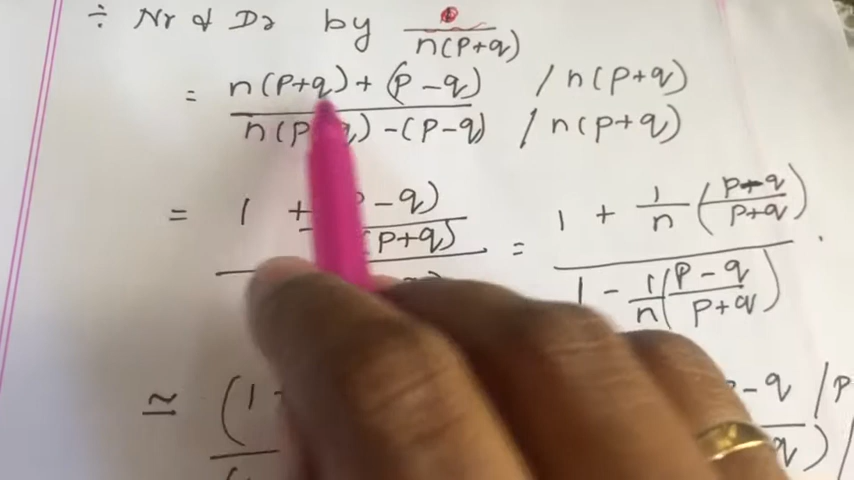 ÷ Nr & Dr by n(p+q)
= n(p+q) + (p-q) / n(p+q)
n(p q) - (p-q) / n(p+q)
= 1 + - q) / (p+q) = 1 + 1/n (p-q / p+q)
1 - 1/n (p-q / p+q)
≃ (1 - q / p
q) /